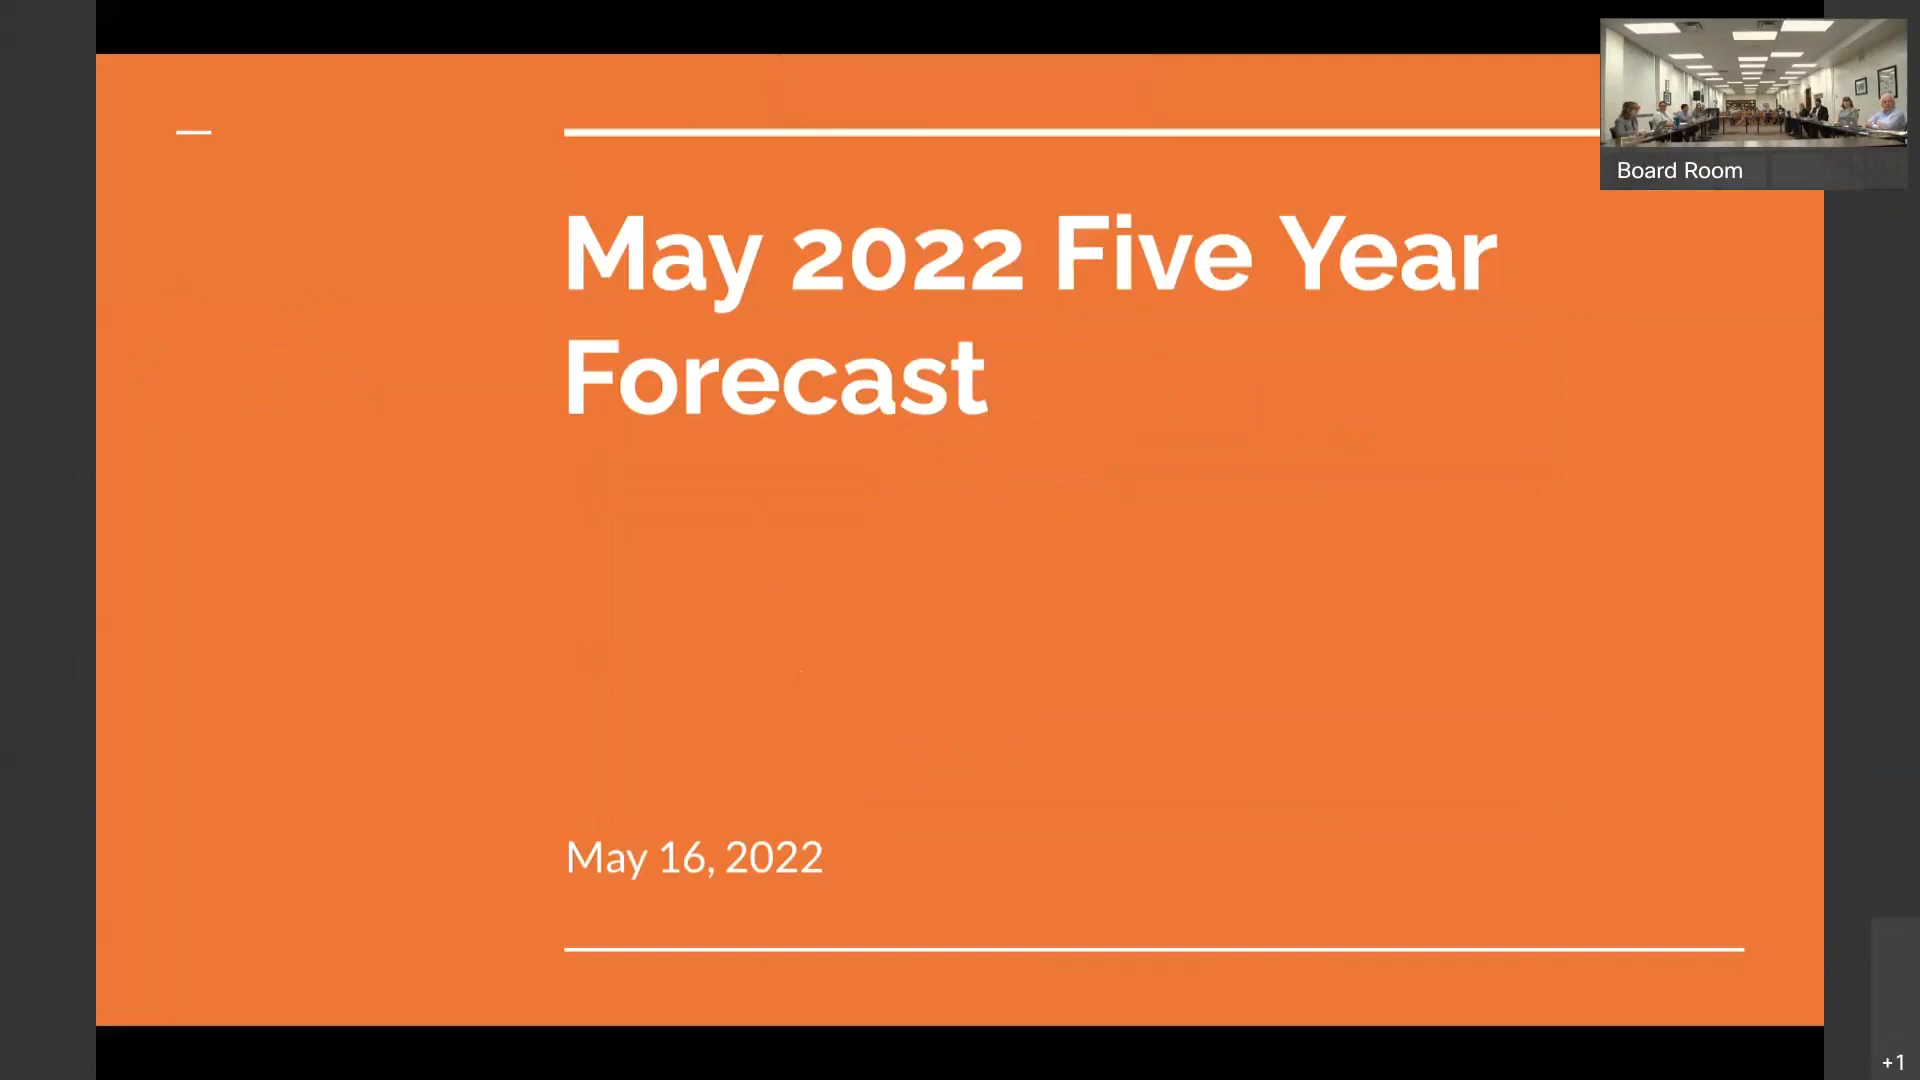 May 2022 Five Year
Forecast
May 16, 2022
Board Room
+1